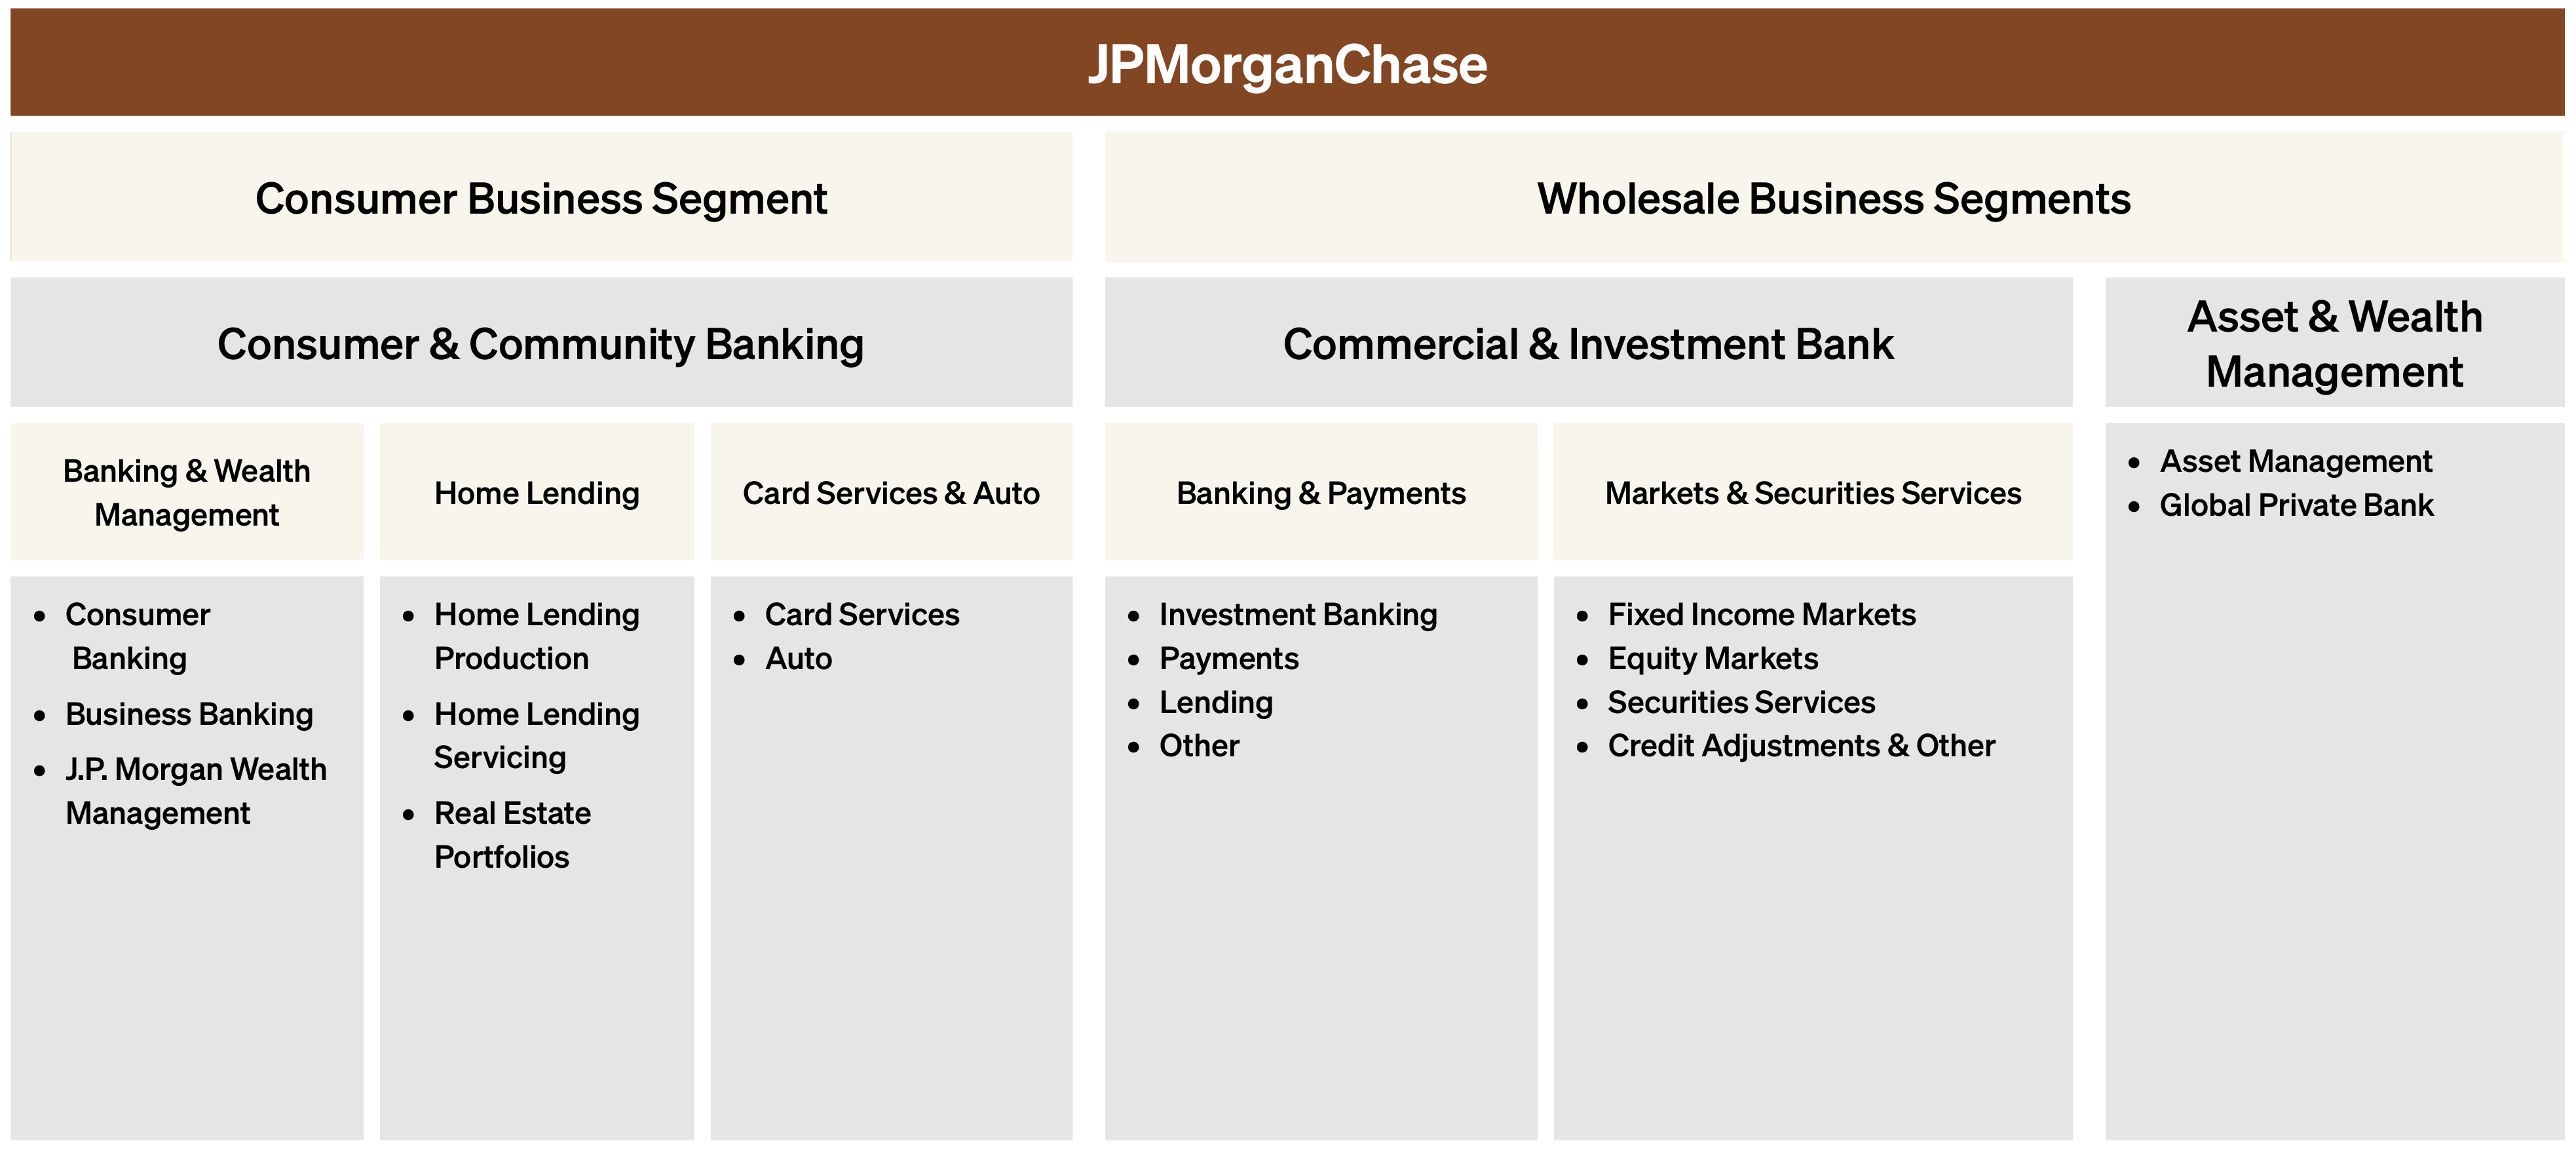 JPMorganChase
Consumer Business Segment
Wholesale Business Segments
Consumer & Community Banking
Commercial & Investment Bank
Asset & Wealth
Management
Banking & Wealth
Management
Home Lending
Card Services & Auto
Banking & Payments
Markets & Securities Services
• Consumer
Banking
• Business Banking
• J.P. Morgan Wealth
Management
• Home Lending
Production
• Home Lending
Servicing
• Real Estate
Portfolios
• Card Services
• Auto
• Investment Banking
• Payments
• Lending
• Other
• Fixed Income Markets
• Equity Markets
• Securities Services
• Credit Adjustments & Other
• Asset Management
• Global Private Bank